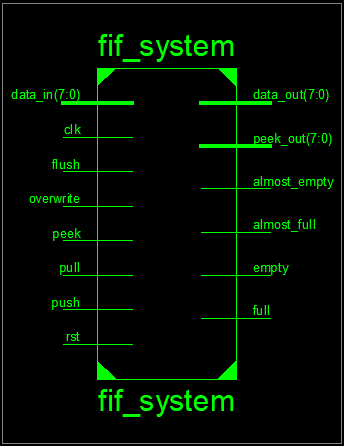 fif_system
data_in(7:0)
data_out(7:0)
clk
peek_out(7:0)
flush
almost_empty
overwrite
almost_full
peek
pull
empty
push
full
rst
fif_system